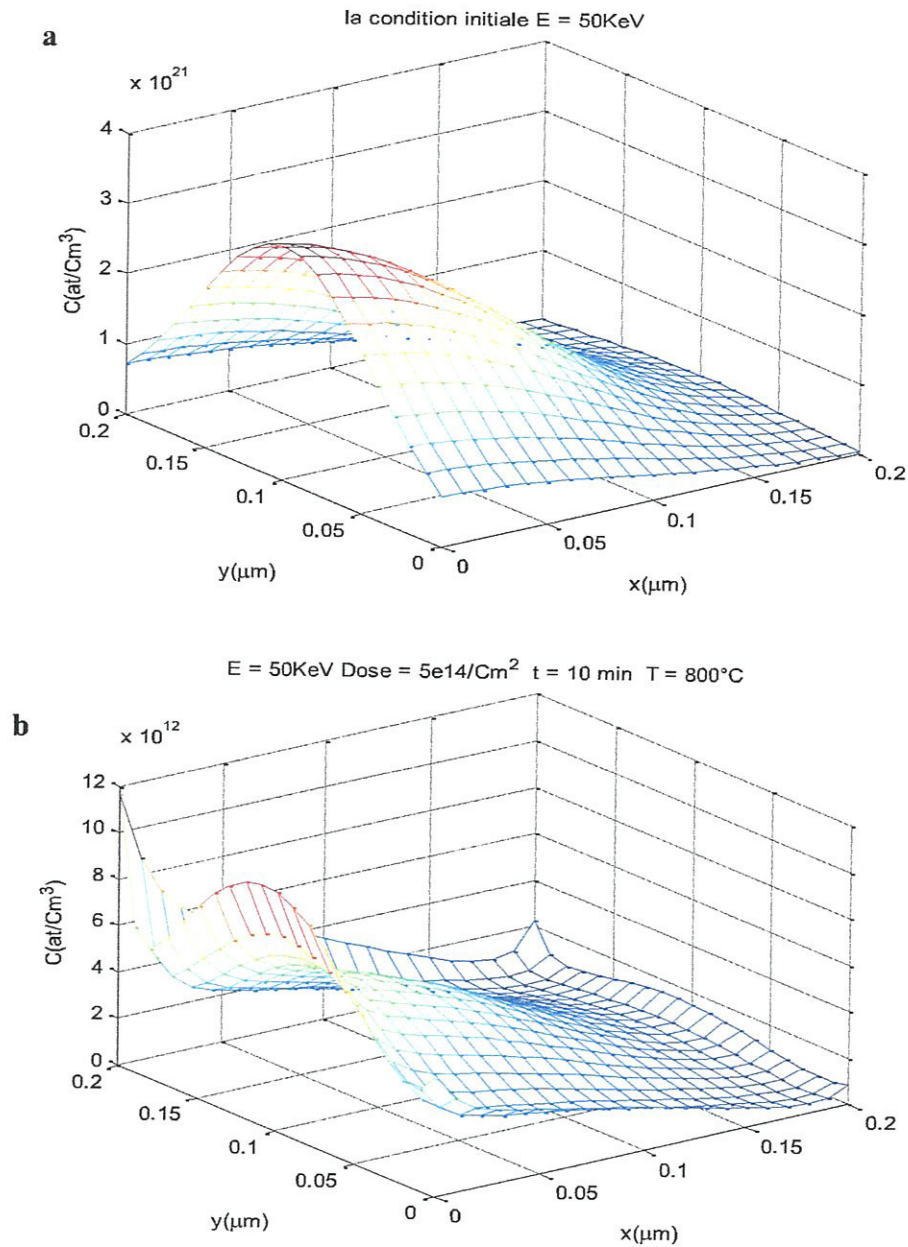 la condition initiale E = 50KeV
a
x 10^21
4
3
2
1
0
C(at/Cm^3)
0.2
0.15
0.1
0.05
0
y(μm)
0
0.05
0.1
0.15
0.2
x(μm)
E = 50KeV Dose = 5e14/Cm^2 t = 10 min T = 800°C
b
x 10^12
12
10
8
6
4
2
0
C(at/Cm^3)
0.2
0.15
0.1
0.05
0
y(μm)
0
0.05
0.1
0.15
0.2
x(μm)